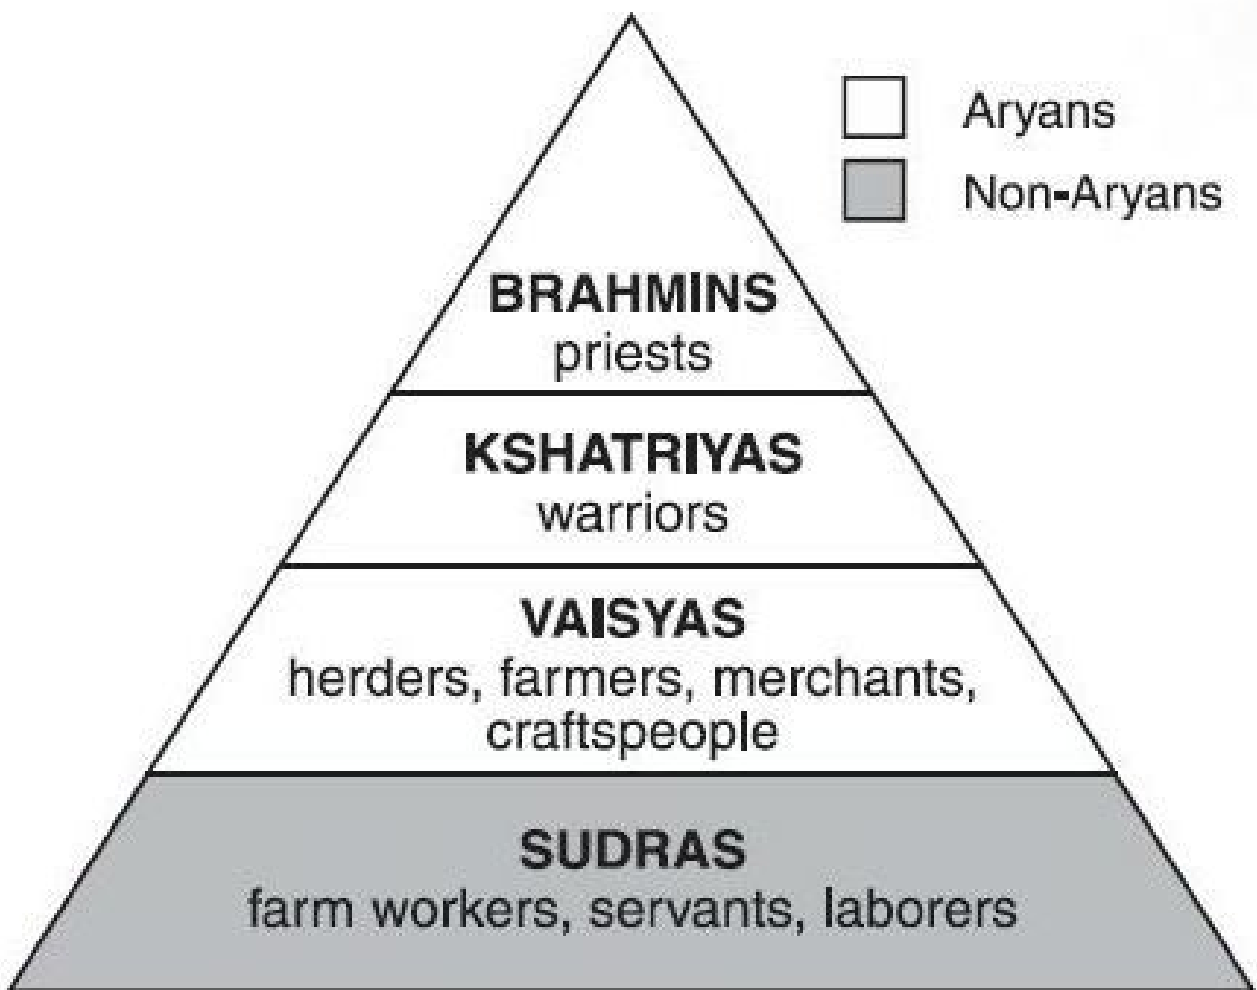 Aryans
Non-Aryans
BRAHMINS
priests
KSHATRIYAS
warriors
VAISYAS
herders, farmers, merchants,
craftspeople
SUDRAS
farm workers, servants, laborers